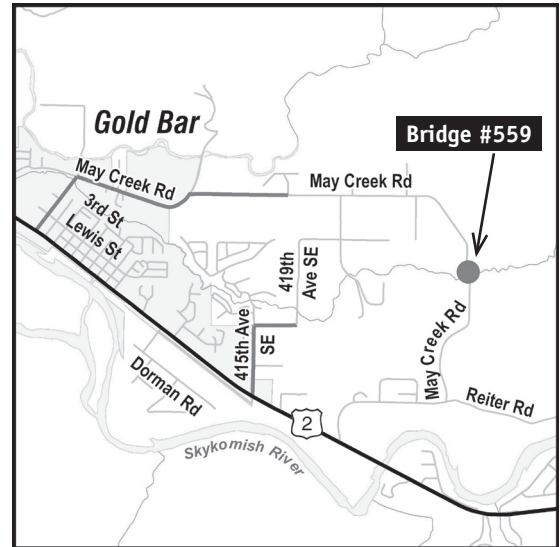 Gold Bar
Bridge #559
May Creek Rd
May Creek Rd
3rd St
Lewis St
419th
Ave SE
415th Ave
SE
May Creek Rd
Dorman Rd
Reiter Rd
2
Skykomish River